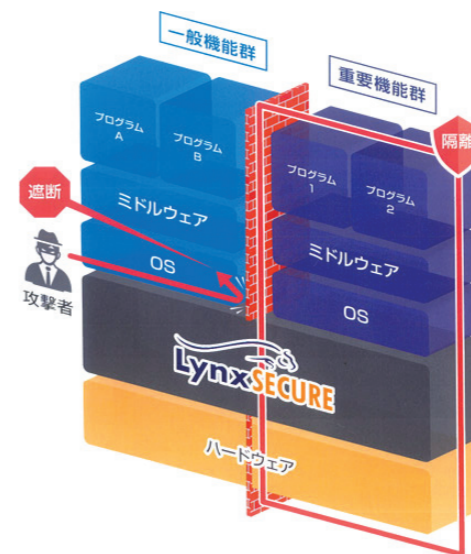 一般機能群
重要機能群
プログラム
A
プログラム
B
隔離
プログラム
1
プログラム
2
遮断
ミドルウェア
ミドルウェア
OS
攻撃者
OS
LynxSECURE
ハードウェア